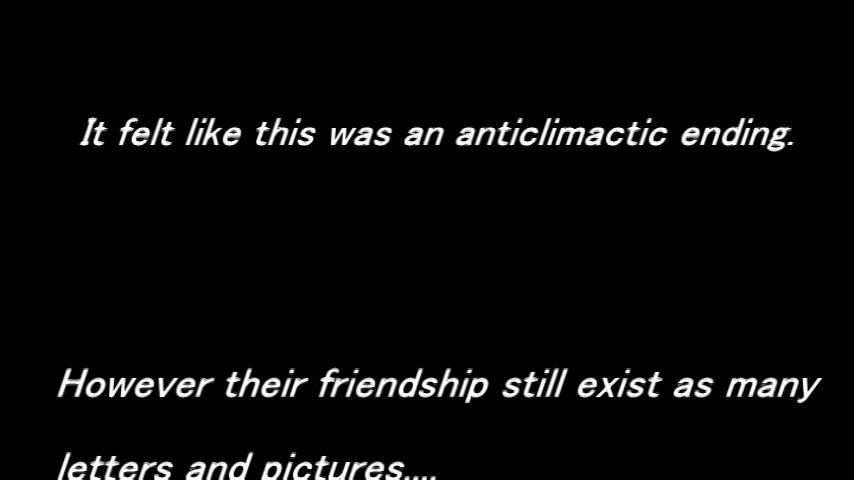 It felt like this was an anticlimactic ending.
However their friendship still exist as many
letters and pictures....